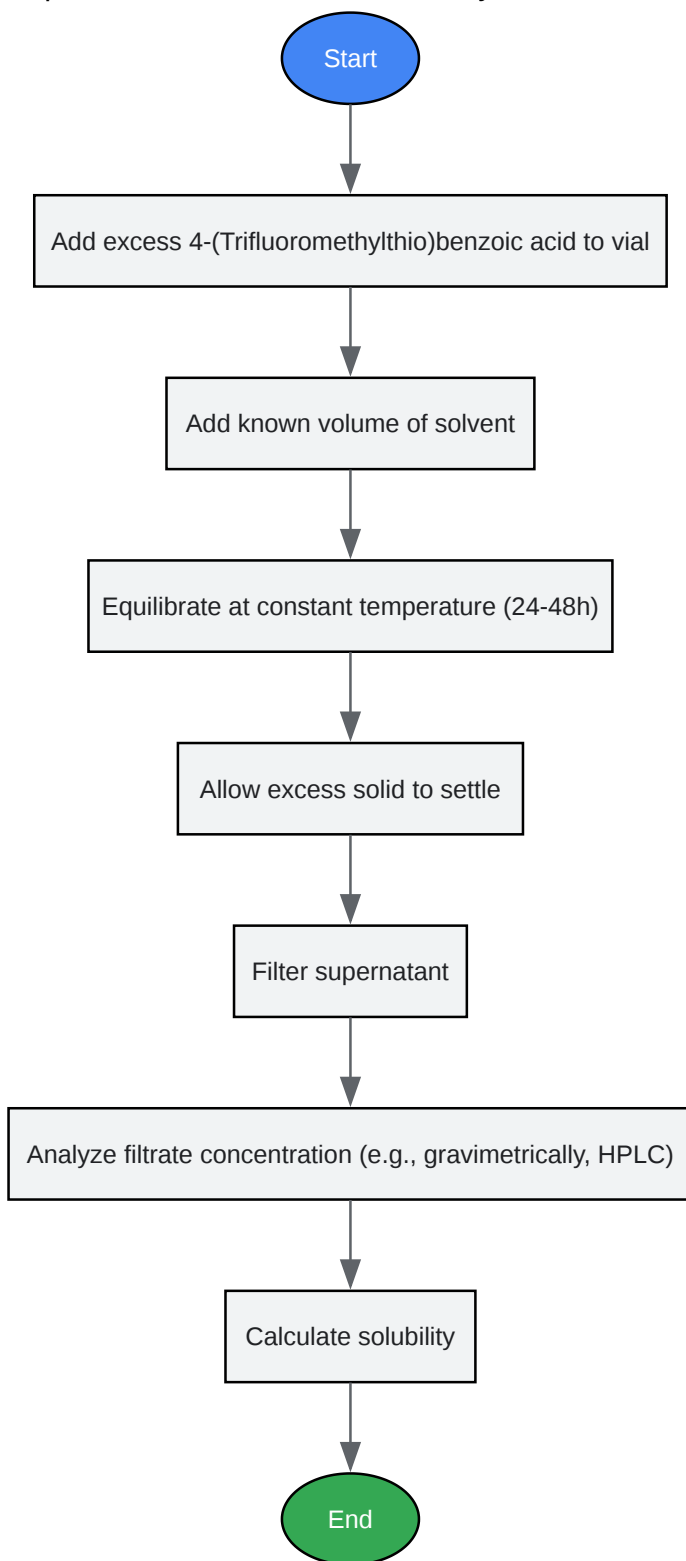 Start
Add excess 4-(Trifluoromethylthio)benzoic acid to vial
Add known volume of solvent
Equilibrate at constant temperature (24-48h)
Allow excess solid to settle
Filter supernatant
Analyze filtrate concentration (e.g., gravimetrically, HPLC)
Calculate solubility
End